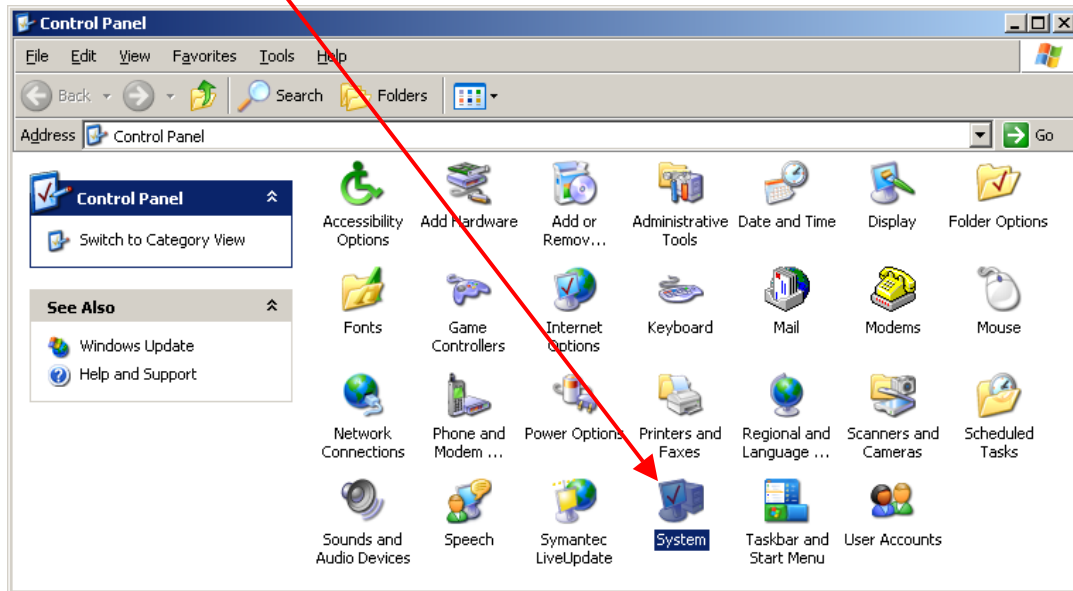 Control Panel
File Edit View Favorites Tools Help
Back Search Folders
Address Control Panel Go
Control Panel
Switch to Category View
See Also
Windows Update
Help and Support
Accessibility Options
Add Hardware
Add or Remov...
Administrative Tools
Date and Time
Display
Folder Options
Fonts
Game Controllers
Internet Options
Keyboard
Mail
Modems
Mouse
Network Connections
Phone and Modem ...
Power Options
Printers and Faxes
Regional and Language ...
Scanners and Cameras
Scheduled Tasks
Sounds and Audio Devices
Speech
Symantec LiveUpdate
System
Taskbar and Start Menu
User Accounts